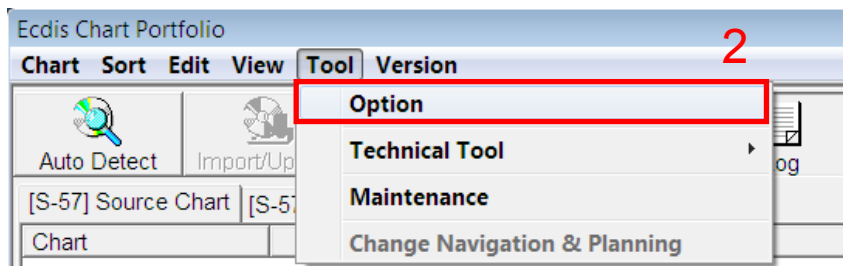 Ecdis Chart Portfolio
2
Chart Sort Edit View Tool Version
Option
Auto Detect Import/Up Technical Tool og
[S-57] Source Chart [S-57 Maintenance
Chart Change Navigation & Planning